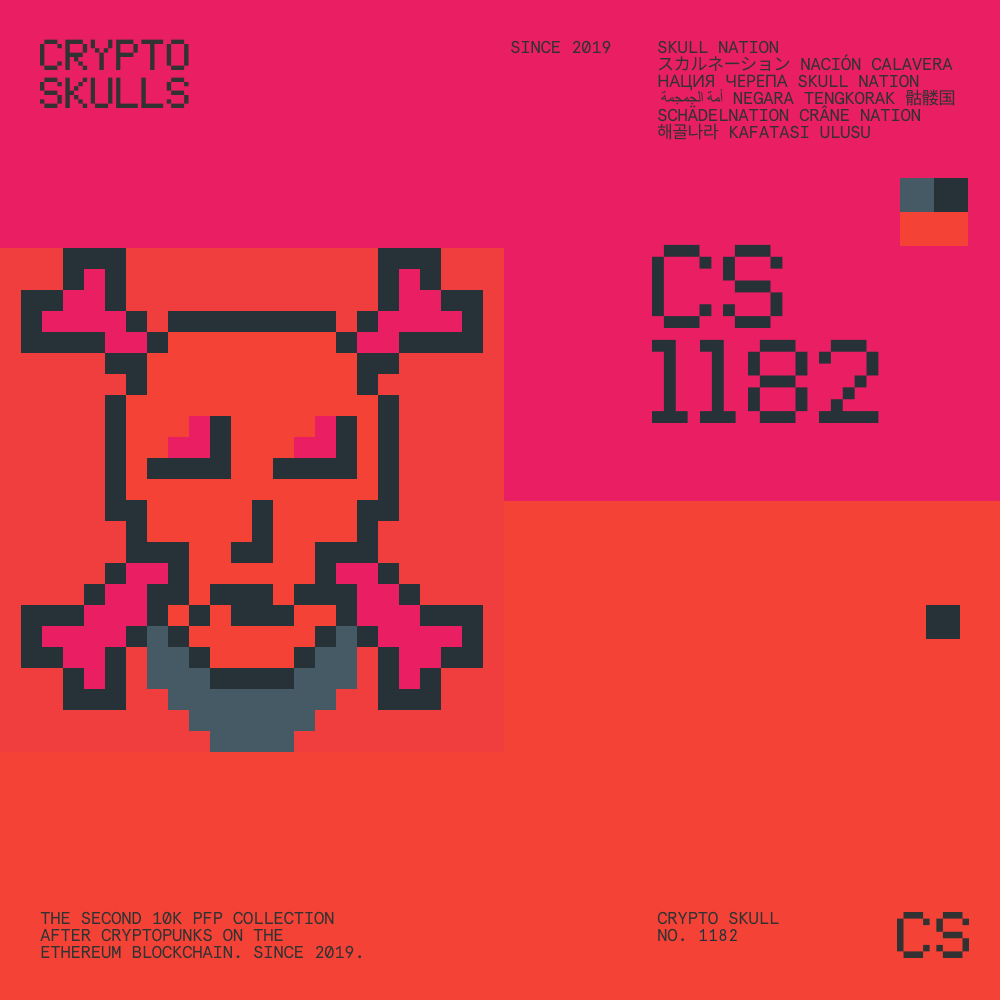 CRYPTO
SKULLS
SINCE 2019
SKULL NATION
スカルネーション NACIÓN CALAVERA
НАЦИЯ ЧЕРЕПА SKULL NATION
أمة الجمجمة NEGARA TENGKORAK 骷髅国
SCHÄDELNATION CRÂNE NATION
해골나라 KAFATASI ULUSU
CS
1182
THE SECOND 10K PFP COLLECTION
AFTER CRYPTOPUNKS ON THE
ETHEREUM BLOCKCHAIN. SINCE 2019.
CRYPTO SKULL
NO. 1182
CS